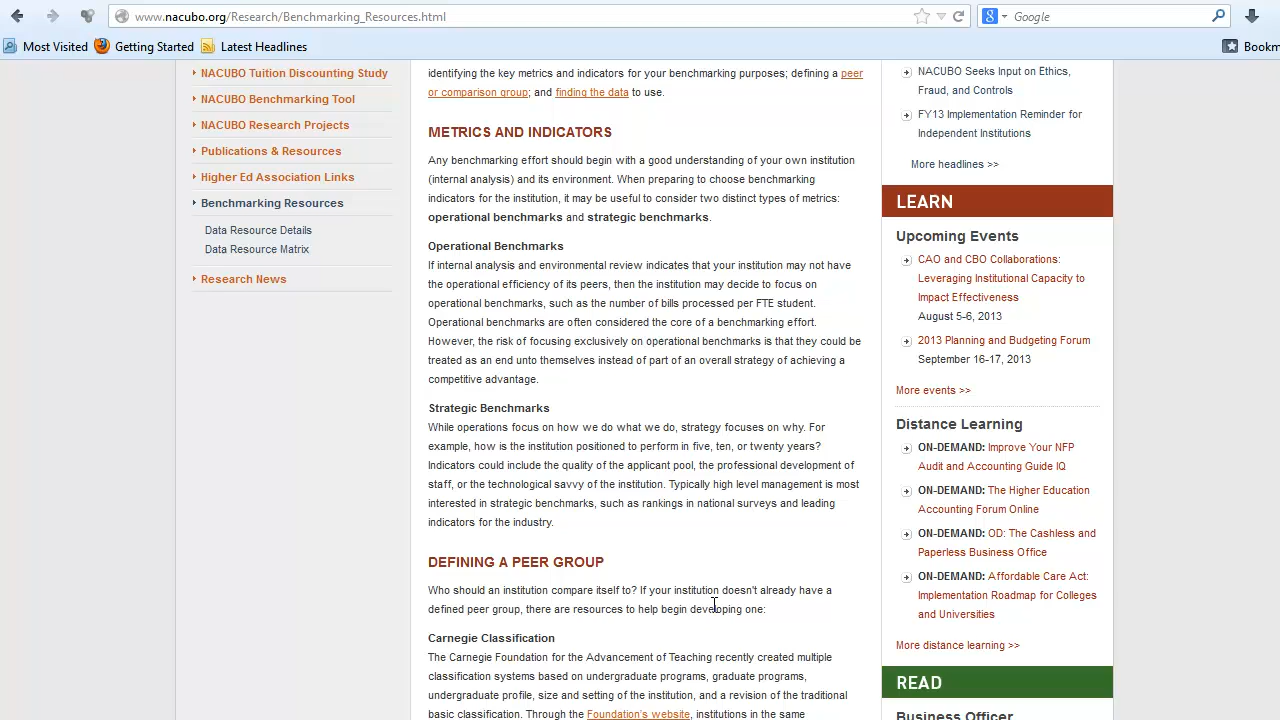 www.nacubo.org/Research/Benchmarking_Resources.html
Google
Most Visited
Getting Started
Latest Headlines
Bookm
NACUBO Tuition Discounting Study
NACUBO Benchmarking Tool
NACUBO Research Projects
Publications & Resources
Higher Ed Association Links
Benchmarking Resources
Data Resource Details
Data Resource Matrix
Research News
identifying the key metrics and indicators for your benchmarking purposes; defining a peer
or comparison group; and finding the data to use.
METRICS AND INDICATORS
Any benchmarking effort should begin with a good understanding of your own institution
(internal analysis) and its environment. When preparing to choose benchmarking
indicators for the institution, it may be useful to consider two distinct types of metrics:
operational benchmarks and strategic benchmarks.
Operational Benchmarks
If internal analysis and environmental review indicates that your institution may not have
the operational efficiency of its peers, then the institution may decide to focus on
operational benchmarks, such as the number of bills processed per FTE student.
Operational benchmarks are often considered the core of a benchmarking effort.
However, the risk of focusing exclusively on operational benchmarks is that they could be
treated as an end unto themselves instead of part of an overall strategy of achieving a
competitive advantage.
Strategic Benchmarks
While operations focus on how we do what we do, strategy focuses on why. For
example, how is the institution positioned to perform in five, ten, or twenty years?
Indicators could include the quality of the applicant pool, the professional development of
staff, or the technological savvy of the institution. Typically high level management is most
interested in strategic benchmarks, such as rankings in national surveys and leading
indicators for the industry.
DEFINING A PEER GROUP
Who should an institution compare itself to? If your institution doesn't already have a
defined peer group, there are resources to help begin developing one:
Carnegie Classification
The Carnegie Foundation for the Advancement of Teaching recently created multiple
classification systems based on undergraduate programs, graduate programs,
undergraduate profile, size and setting of the institution, and a revision of the traditional
basic classification. Through the Foundation's website, institutions in the same
NACUBO Seeks Input on Ethics,
Fraud, and Controls
FY13 Implementation Reminder for
Independent Institutions
More headlines >>
LEARN
Upcoming Events
CAO and CBO Collaborations:
Leveraging Institutional Capacity to
Impact Effectiveness
August 5-6, 2013
2013 Planning and Budgeting Forum
September 16-17, 2013
More events >>
Distance Learning
ON-DEMAND: Improve Your NFP
Audit and Accounting Guide IQ
ON-DEMAND: The Higher Education
Accounting Forum Online
ON-DEMAND: OD: The Cashless and
Paperless Business Office
ON-DEMAND: Affordable Care Act:
Implementation Roadmap for Colleges
and Universities
More distance learning >>
READ
Business Officer